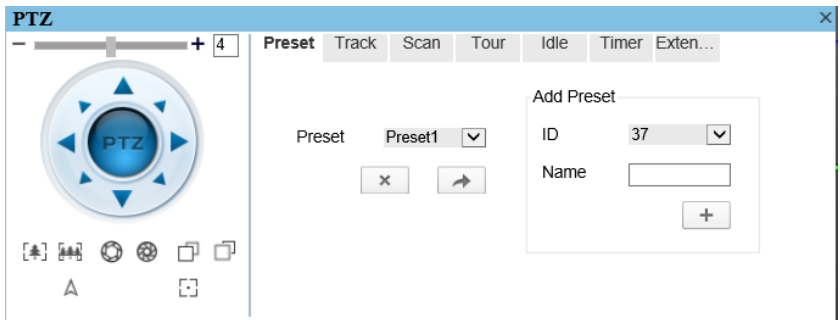 PTZ
4
Preset Track Scan Tour Idle Timer Exten...
PTZ
Preset Preset1
Add Preset
ID 37
Name